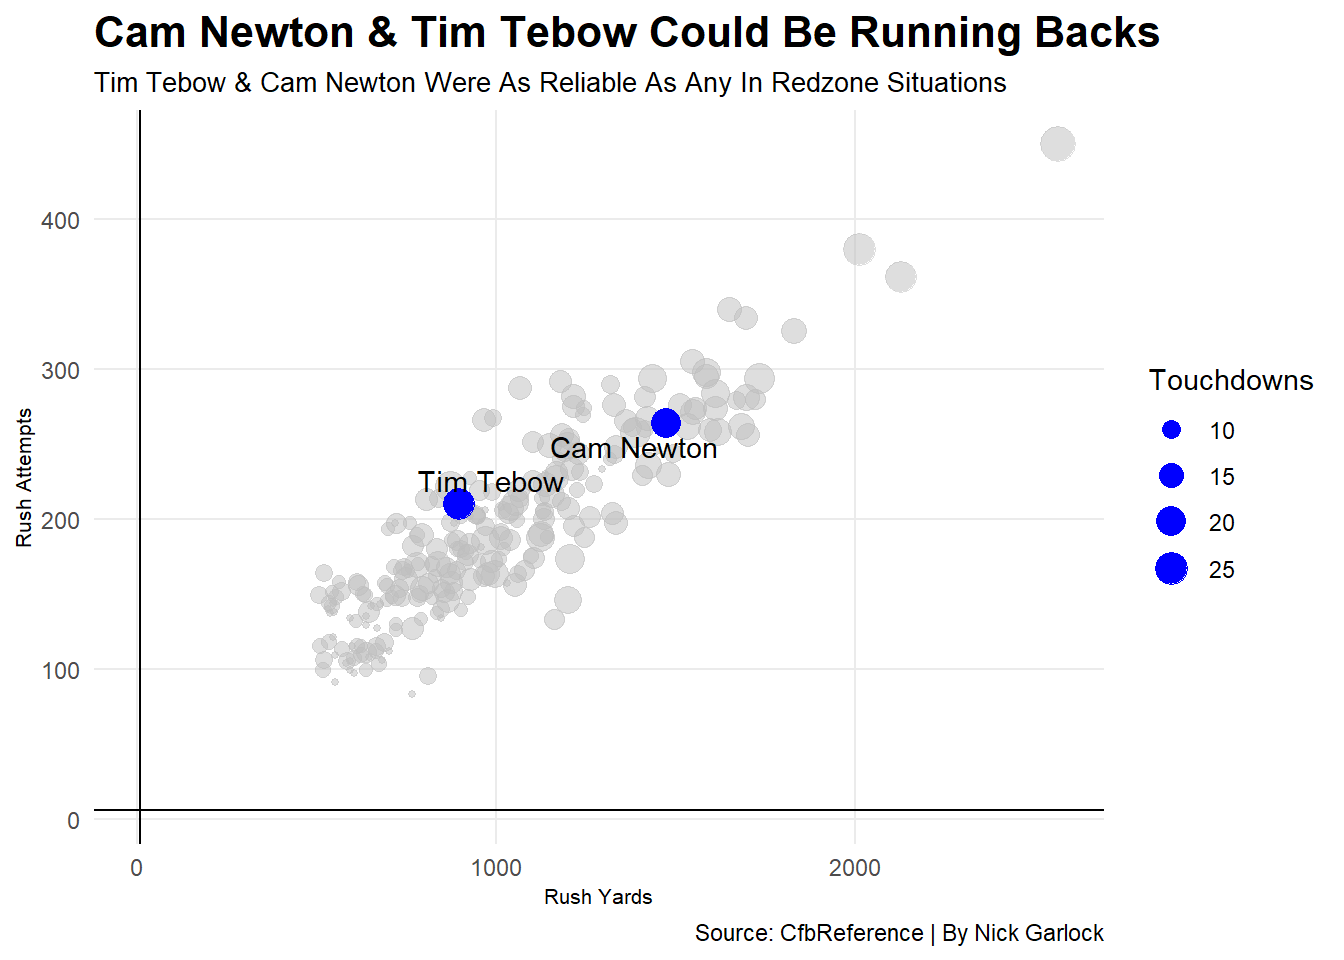 Cam Newton & Tim Tebow Could Be Running Backs
Tim Tebow & Cam Newton Were As Reliable As Any In Redzone Situations
Rush Attempts
400
300
200
100
0
Cam Newton
Tim Tebow
0
1000
2000
Rush Yards
Touchdowns
10
15
20
25
Source: CfbReference | By Nick Garlock